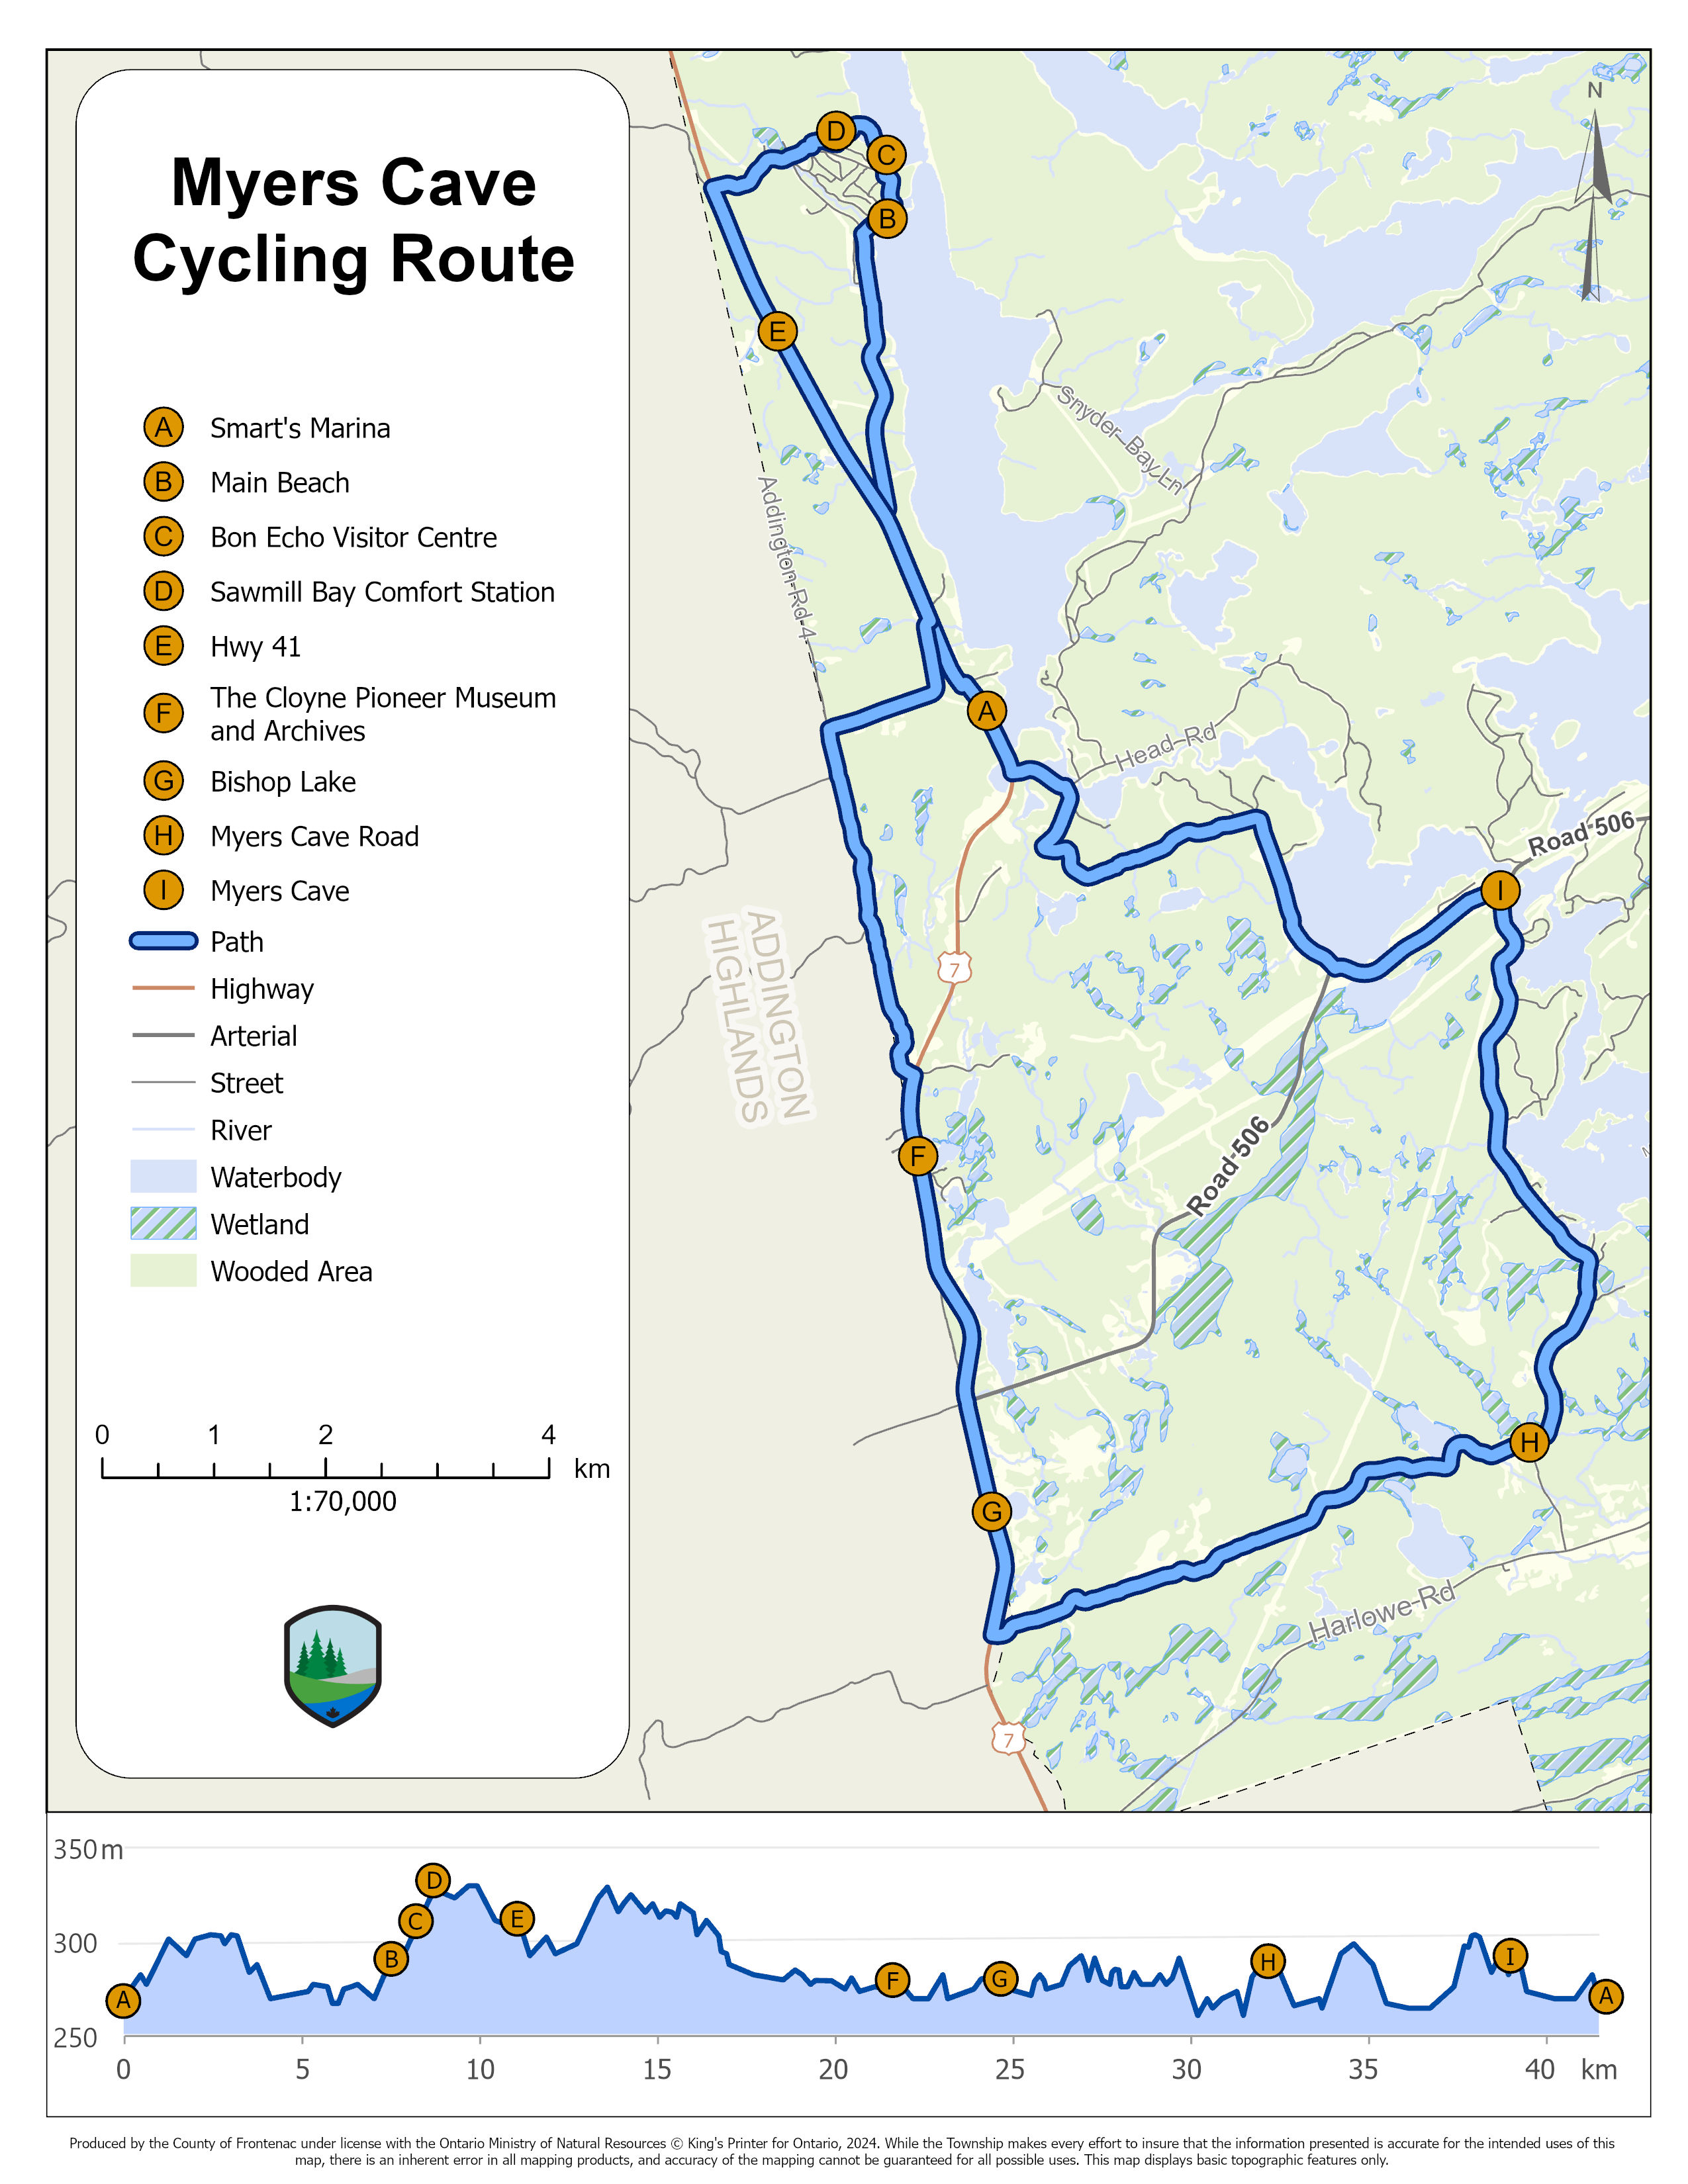 Myers Cave
Cycling Route
A Smart's Marina
B Main Beach
C Bon Echo Visitor Centre
D Sawmill Bay Comfort Station
E Hwy 41
F The Cloyne Pioneer Museum
and Archives
G Bishop Lake
H Myers Cave Road
I Myers Cave
Path
Highway
Arterial
Street
River
Waterbody
Wetland
Wooded Area
0 1 2 4
km
1:70,000
N
D
C
B
E
Snyder Bay Ln
Addington Rd 4
A
Head Rd
Road 506
I
ADDINGTON
HIGHLANDS
7
F
Road 506
H
G
Harlowe Rd
7
350 m
300
250
A
B
C
D
E
F
G
H
I
A
0 5 10 15 20 25 30 35 40 km
Produced by the County of Frontenac under license with the Ontario Ministry of Natural Resources © King's Printer for Ontario, 2024. While the Township makes every effort to insure that the information presented is accurate for the intended uses of this
map, there is an inherent error in all mapping products, and accuracy of the mapping cannot be guaranteed for all possible uses. This map displays basic topographic features only.